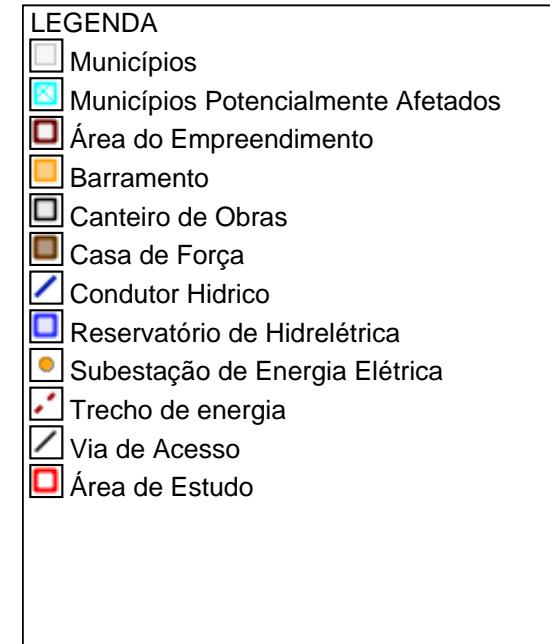 LEGENDA
Municípios
Municípios Potencialmente Afetados
Área do Empreendimento
Barramento
Canteiro de Obras
Casa de Força
Condutor Hidrico
Reservatório de Hidrelétrica
Subestação de Energia Elétrica
Trecho de energia
Via de Acesso
Área de Estudo